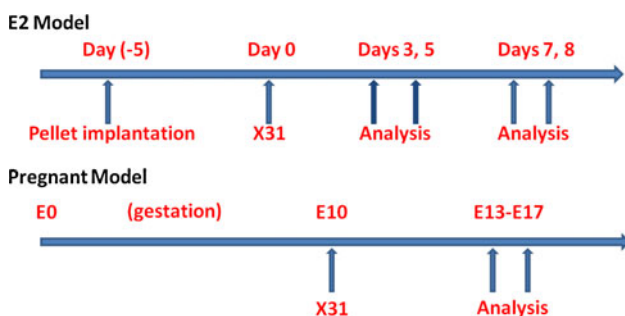 E2 Model
Day (-5) Day 0 Days 3, 5 Days 7, 8
Pellet implantation X31 Analysis Analysis
Pregnant Model
E0 (gestation) E10 E13-E17
X31 Analysis